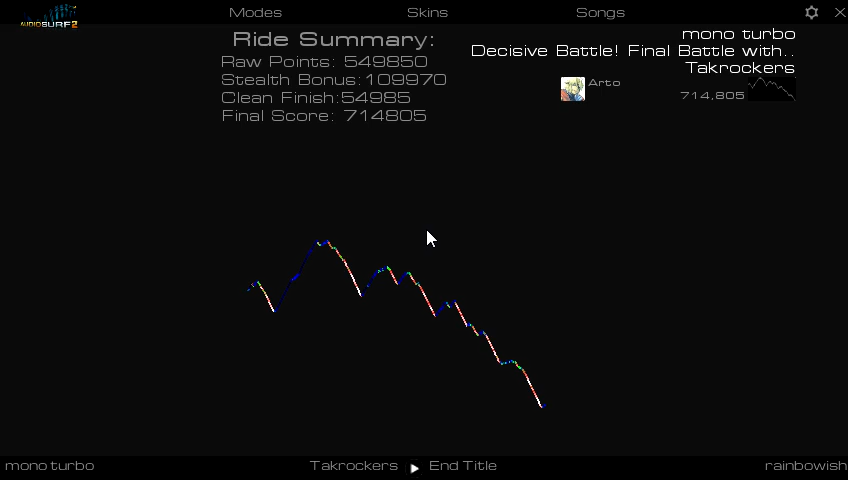 AUDIOSURF2
Modes
Skins
Songs
Ride Summary:
Raw Points: 549850
Stealth Bonus:109970
Clean Finish:54985
Final Score: 714805
mono turbo
Decisive Battle! Final Battle with..
Takrockers
Arto
714,805
mono turbo
Takrockers
End Title
rainbowish